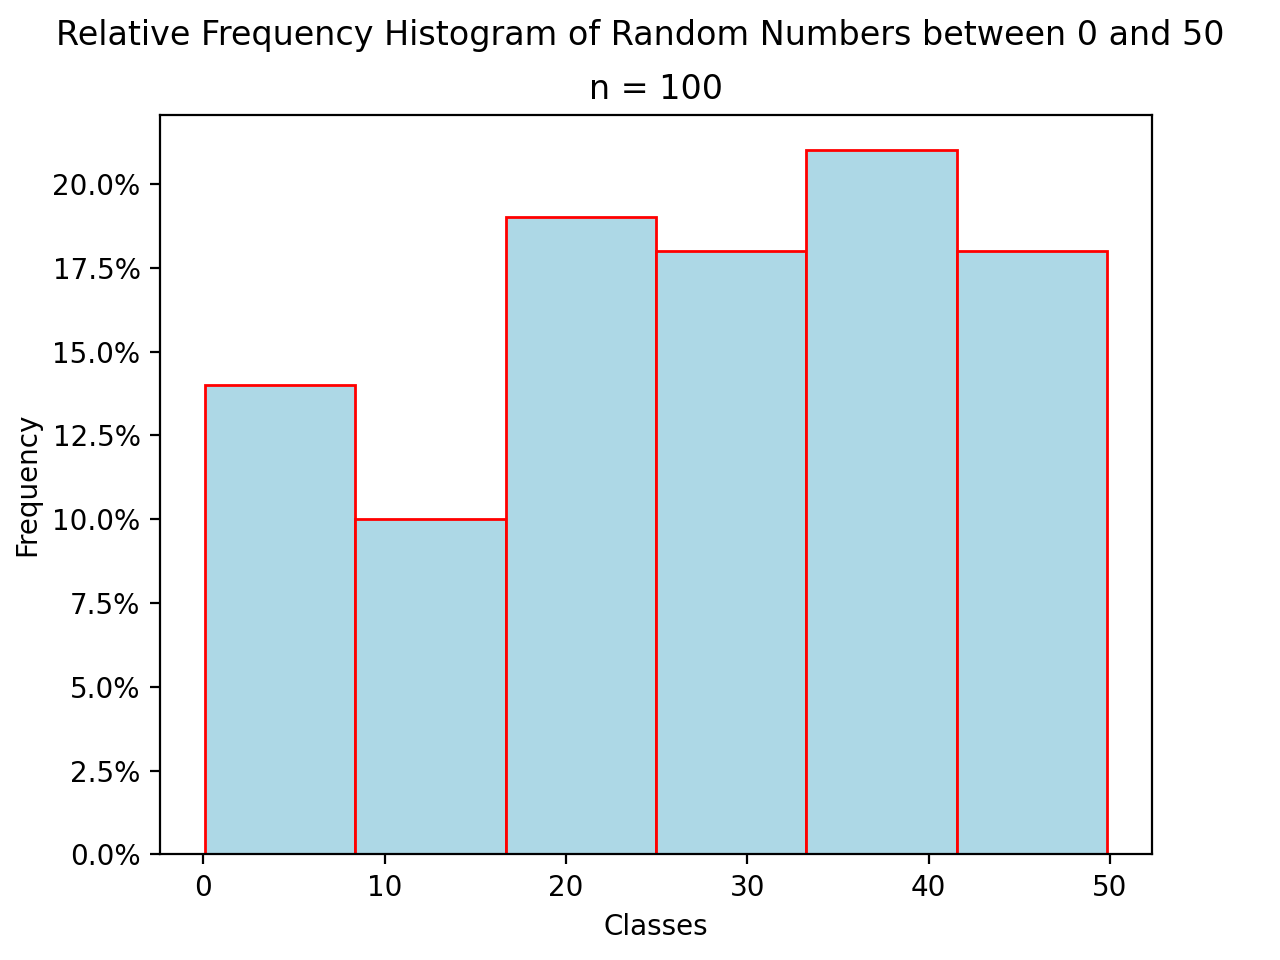 Relative Frequency Histogram of Random Numbers between 0 and 50
n = 100
20.0%
17.5%
15.0%
12.5%
10.0%
7.5%
5.0%
2.5%
0.0%
Frequency
0 10 20 30 40 50
Classes